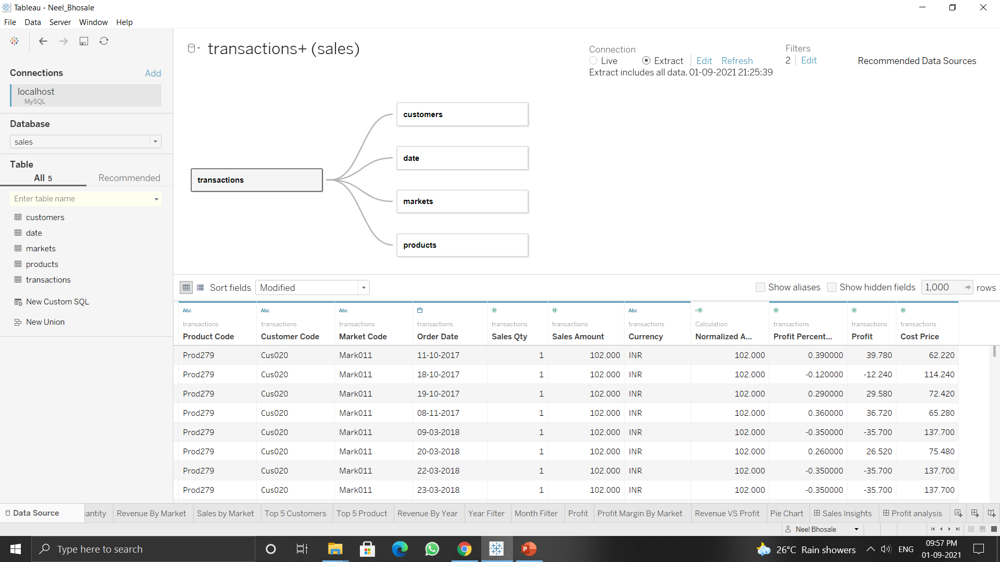 Tableau - Neel_Bhosale
File Data Server Window Help
Connections Add
localhost
MySQL
Database
sales
Table
All 5 Recommended
Enter table name
customers
date
markets
products
transactions
New Custom SQL
New Union
transactions+ (sales)
Connection
Live Extract Edit Refresh
Extract includes all data. 01-09-2021 21:25:39
Filters
2 Edit
Recommended Data Sources
transactions
customers
date
markets
products
Sort fields Modified Show aliases Show hidden fields 1,000 rows
Abc Abc Abc # # Abc =# # # #
transactions transactions transactions transactions transactions transactions transactions Calculation transactions transactions transactions
Product Code Customer Code Market Code Order Date Sales Qty Sales Amount Currency Normalized A... Profit Percent... Profit Cost Price
Prod279 Cus020 Mark011 11-10-2017 1 102.000 INR 102.000 0.390000 39.780 62.220
Prod279 Cus020 Mark011 18-10-2017 1 102.000 INR 102.000 -0.120000 -12.240 114.240
Prod279 Cus020 Mark011 19-10-2017 1 102.000 INR 102.000 0.290000 29.580 72.420
Prod279 Cus020 Mark011 08-11-2017 1 102.000 INR 102.000 0.360000 36.720 65.280
Prod279 Cus020 Mark011 09-03-2018 1 102.000 INR 102.000 -0.350000 -35.700 137.700
Prod279 Cus020 Mark011 20-03-2018 1 102.000 INR 102.000 0.260000 26.520 75.480
Prod279 Cus020 Mark011 22-03-2018 1 102.000 INR 102.000 -0.350000 -35.700 137.700
Prod279 Cus020 Mark011 23-03-2018 1 102.000 INR 102.000 -0.350000 -35.700 137.700
Data Source antity Revenue By Market Sales by Market Top 5 Customers Top 5 Product Revenue By Year Year Filter Month Filter Profit Profit Margin By Market Revenue VS Profit Pie Chart Sales Insights Profit analysis
Neel Bhosale
Type here to search
26°C Rain showers ENG
09:57 PM
01-09-2021